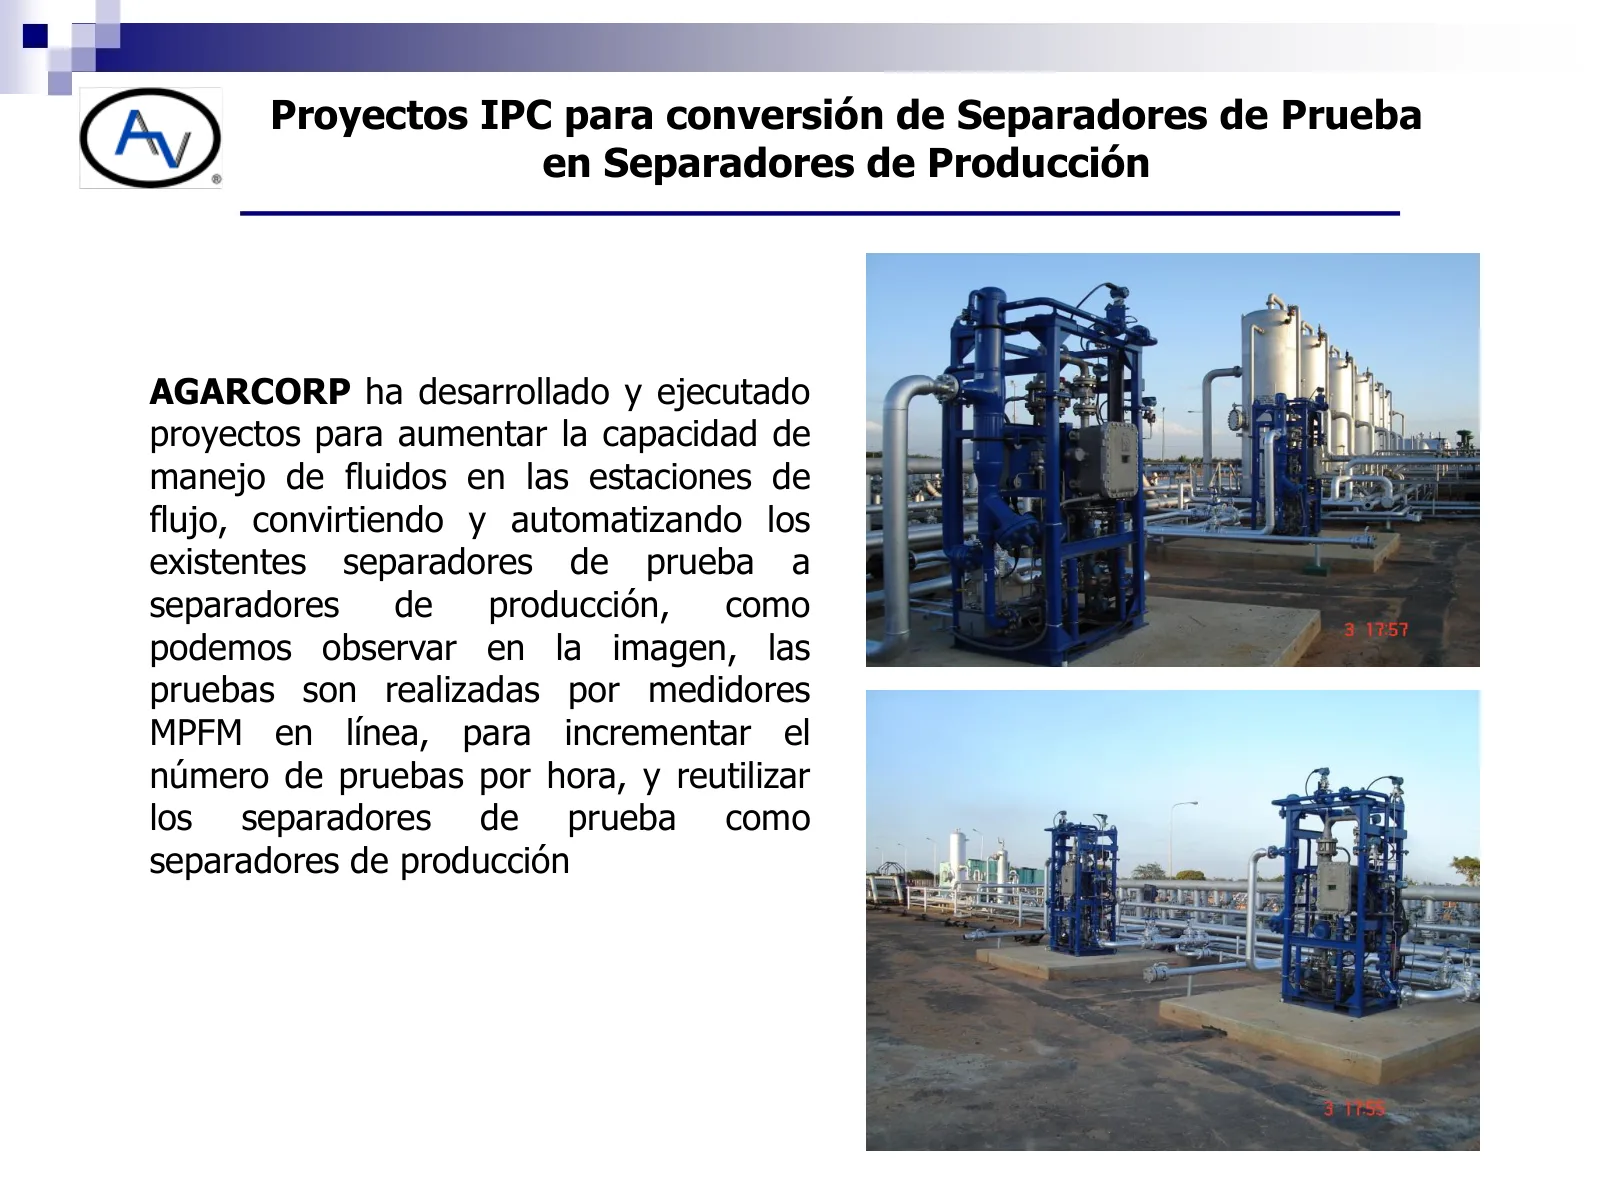 AV
®
Proyectos IPC para conversión de Separadores de Prueba
en Separadores de Producción
AGARCORP ha desarrollado y ejecutado
proyectos para aumentar la capacidad de
manejo de fluidos en las estaciones de
flujo, convirtiendo y automatizando los
existentes separadores de prueba a
separadores de producción, como
podemos observar en la imagen, las
pruebas son realizadas por medidores
MPFM en línea, para incrementar el
número de pruebas por hora, y reutilizar
los separadores de prueba como
separadores de producción
3 17:57
3 17:55